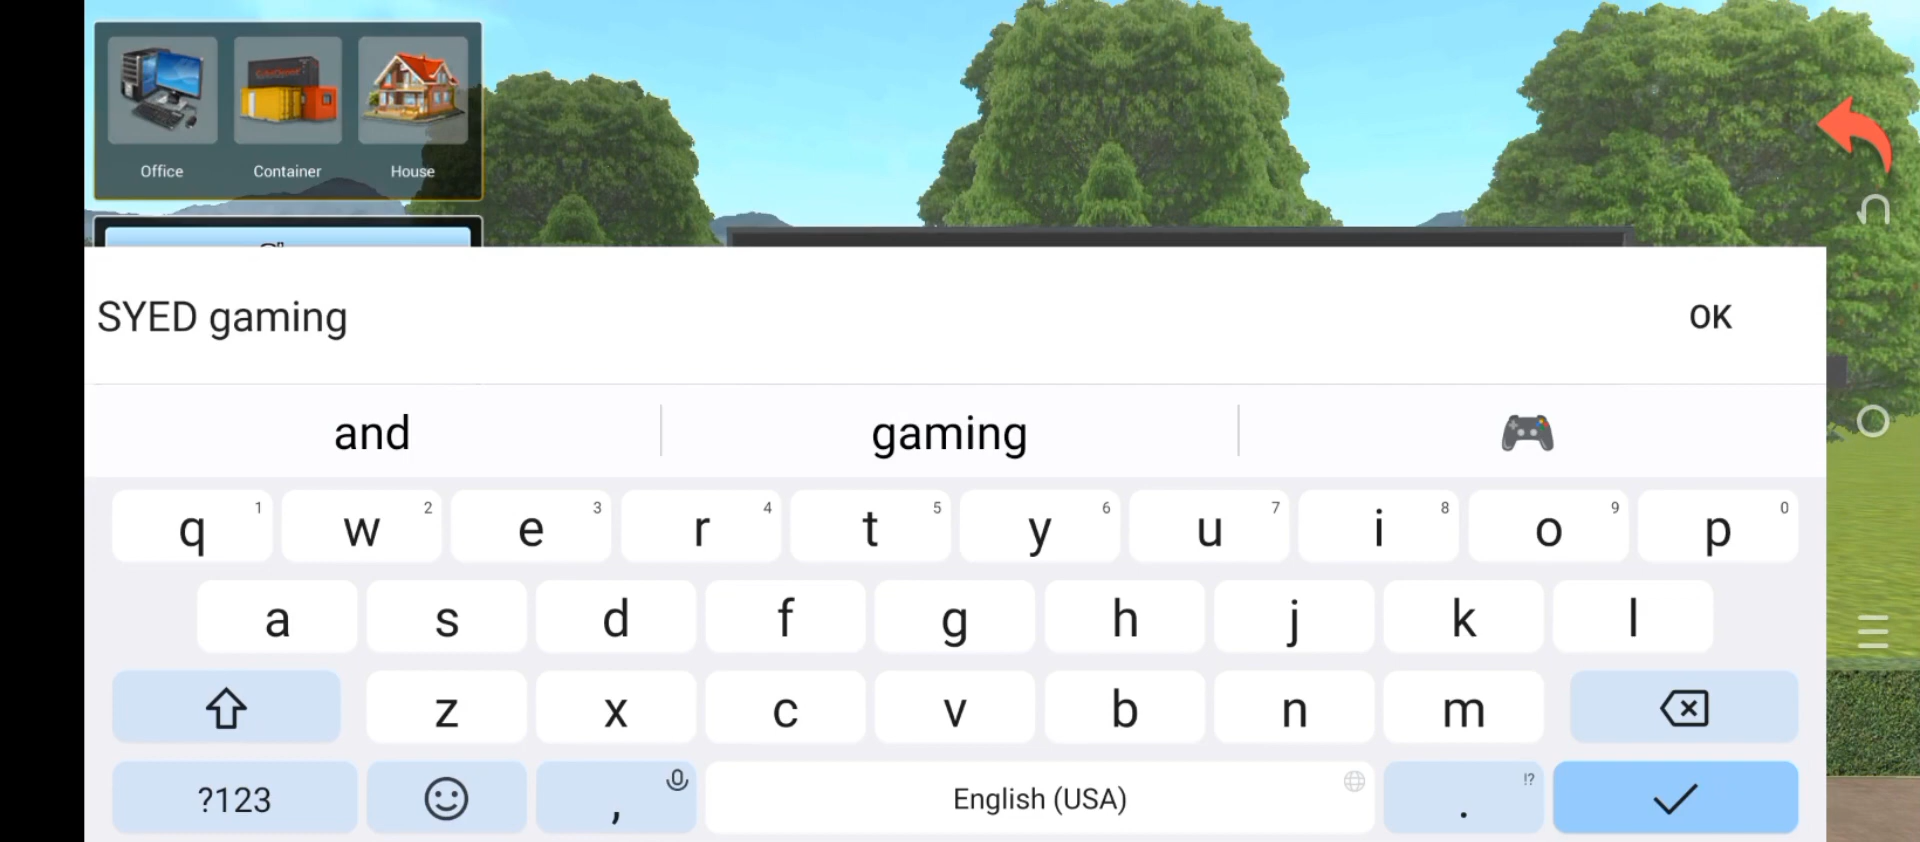 Office Container House
SYED gaming
OK
and gaming
q 1 w 2 e 3 r 4 t 5 y 6 u 7 i 8 o 9 p 0
a s d f g h j k l
z x c v b n m
?123 , English (USA) . !?